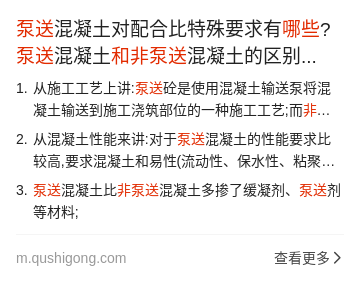 泵送混凝土对配合比特殊要求有哪些?
泵送混凝土和非泵送混凝土的区别...
1. 从施工工艺上讲:泵送砼是使用混凝土输送泵将混
凝土输送到施工浇筑部位的一种施工工艺;而非...
2. 从混凝土性能来讲:对于泵送混凝土的性能要求比
较高,要求混凝土和易性(流动性、保水性、粘聚...
3. 泵送混凝土比非泵送混凝土多掺了缓凝剂、泵送剂
等材料;
m.qushigong.com 查看更多